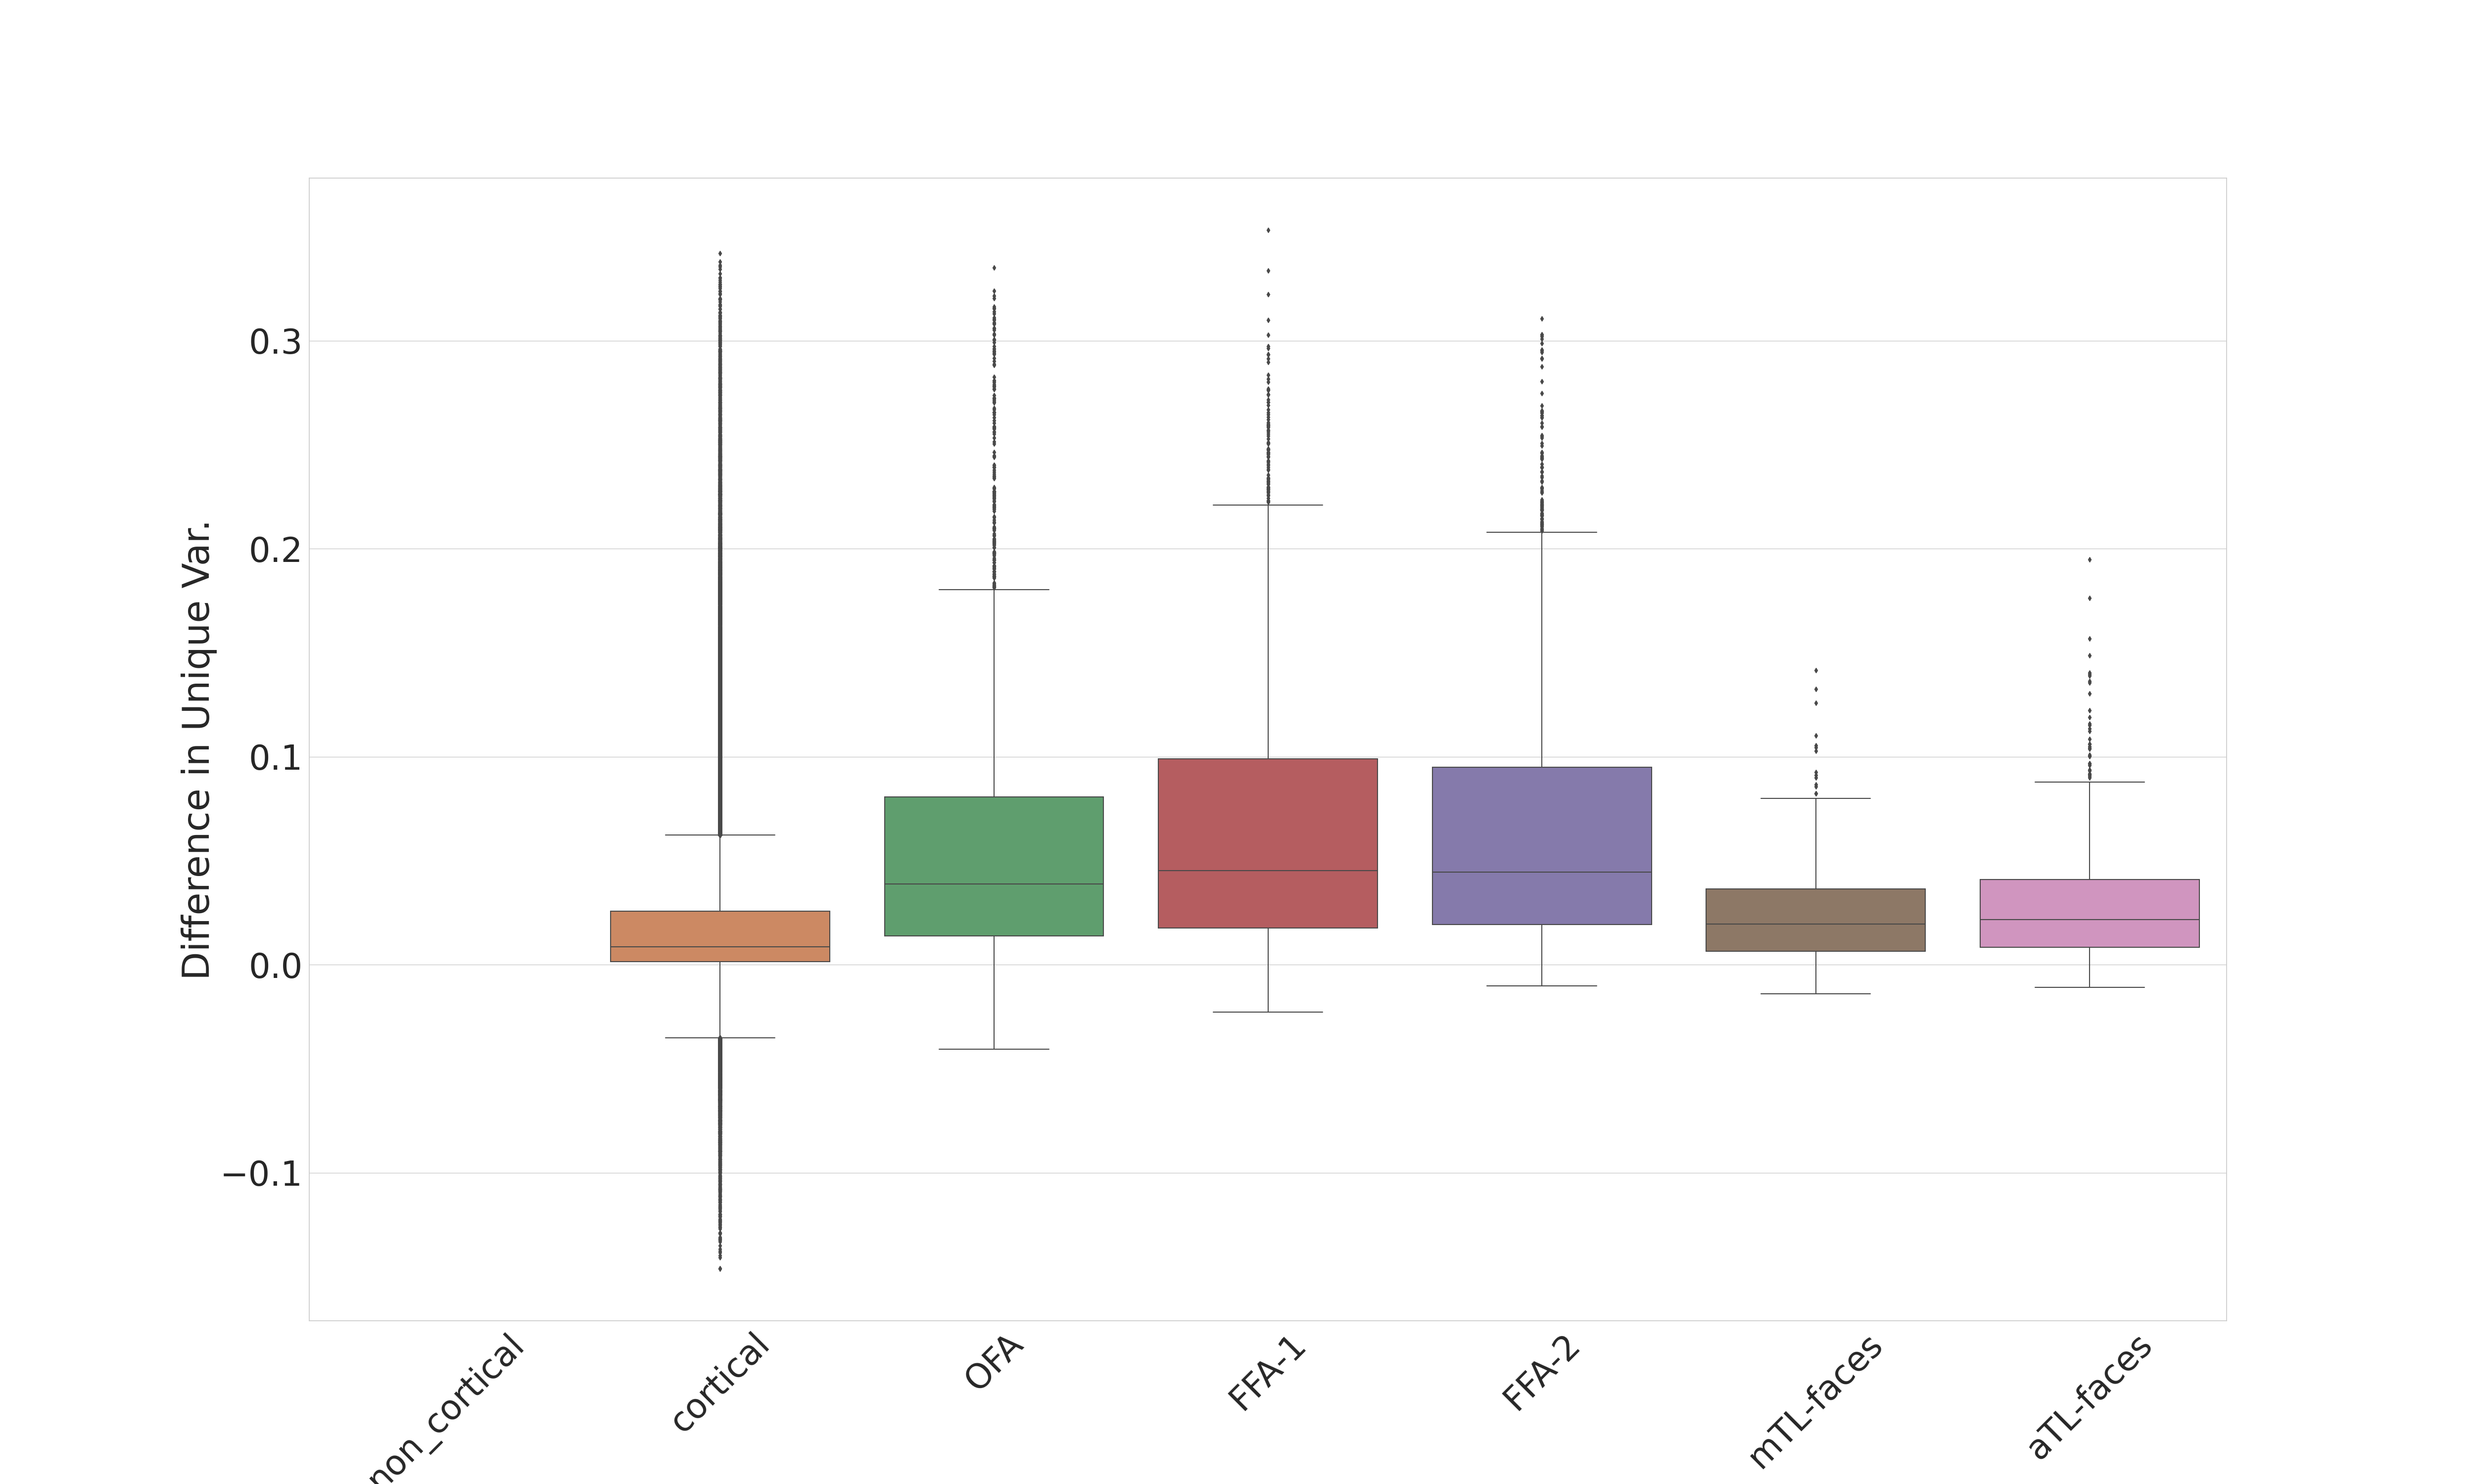 Difference in Unique Var.
0.3
0.2
0.1
0.0
−0.1
non_cortical
cortical
OFA
FFA-1
FFA-2
mTL-faces
aTL-faces